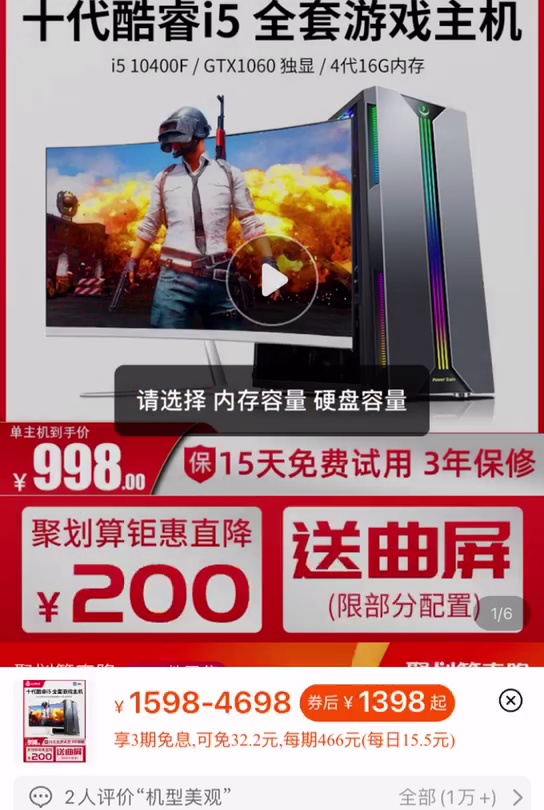 十代酷睿i5 全套游戏主机
i5 10400F / GTX1060 独显 / 4代16G内存
请选择 内存容量 硬盘容量
单主机到手价
¥998.00
保 15天免费试用 3年保修
聚划算钜惠直降
¥200
送曲屏
(限部分配置)
1/6
¥1598-4698 券后¥1398起
享3期免息,可免32.2元,每期466元(每日15.5元)
2人评价“机型美观” 全部(1万+)